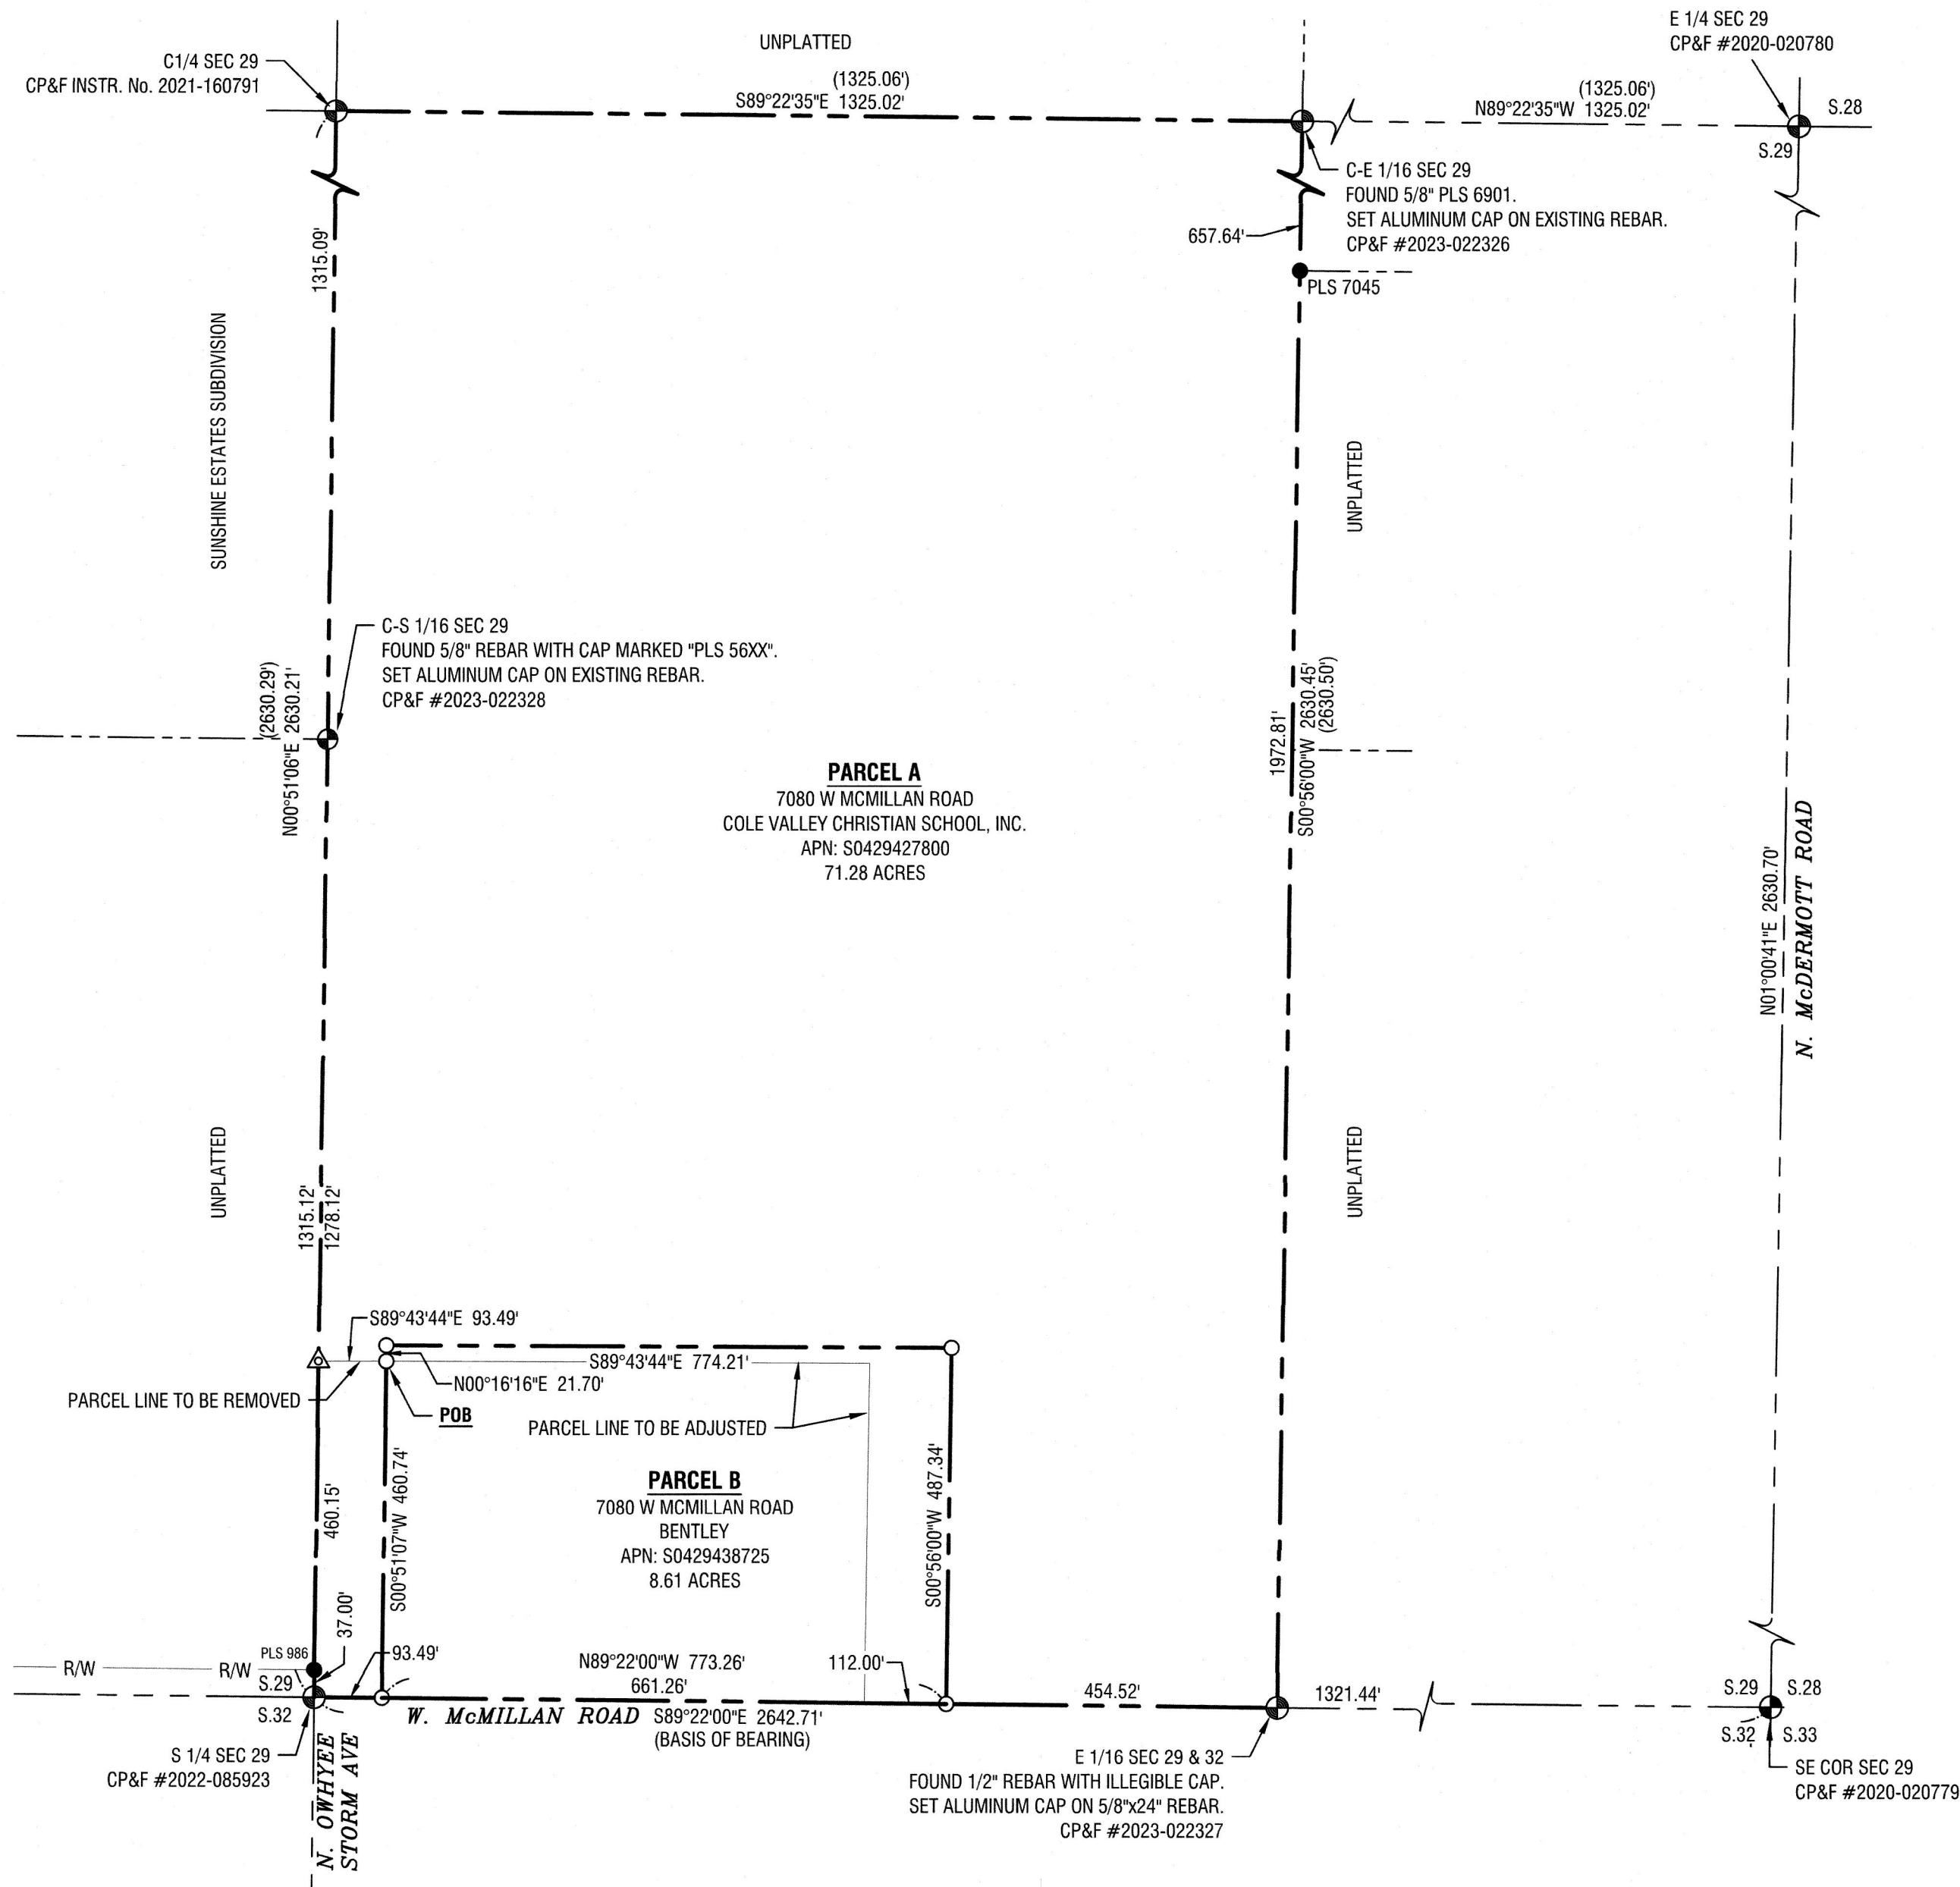 E 1/4 SEC 29
CP&F #2020-020780
C1/4 SEC 29
CP&F INSTR. No. 2021-160791
UNPLATTED
(1325.06')
S89°22'35"E 1325.02'
(1325.06')
N89°22'35"W 1325.02'
S.28
S.29
C-E 1/16 SEC 29
FOUND 5/8" PLS 6901.
SET ALUMINUM CAP ON EXISTING REBAR.
CP&F #2023-022326
657.64'
PLS 7045
1315.09'
SUNSHINE ESTATES SUBDIVISION
UNPLATTED
C-S 1/16 SEC 29
FOUND 5/8" REBAR WITH CAP MARKED "PLS 56XX".
SET ALUMINUM CAP ON EXISTING REBAR.
CP&F #2023-022328
(2630.29')
N00°51'06"E 2630.21'
1972.81'
S00°56'00"W 2630.45'
(2630.50')
PARCEL A
7080 W MCMILLAN ROAD
COLE VALLEY CHRISTIAN SCHOOL, INC.
APN: S0429427800
71.28 ACRES
N01°00'41"E 2630.70'
N. McDERMOTT ROAD
UNPLATTED
1315.12'
1278.12'
UNPLATTED
S89°43'44"E 93.49'
S89°43'44"E 774.21'
N00°16'16"E 21.70'
PARCEL LINE TO BE REMOVED
POB
PARCEL LINE TO BE ADJUSTED
460.15'
S00°51'07"W 460.74'
PARCEL B
7080 W MCMILLAN ROAD
BENTLEY
APN: S0429438725
8.61 ACRES
S00°56'00"W 487.34'
37.00'
PLS 986
R/W
R/W
93.49'
N89°22'00"W 773.26'
661.26'
112.00'
454.52'
1321.44'
S.29
S.32
S.29
S.28
S.32
S.33
W. McMILLAN ROAD
S89°22'00"E 2642.71'
(BASIS OF BEARING)
S 1/4 SEC 29
CP&F #2022-085923
N. OWHYEE
STORM AVE
E 1/16 SEC 29 & 32
FOUND 1/2" REBAR WITH ILLEGIBLE CAP.
SET ALUMINUM CAP ON 5/8"x24" REBAR.
CP&F #2023-022327
SE COR SEC 29
CP&F #2020-020779